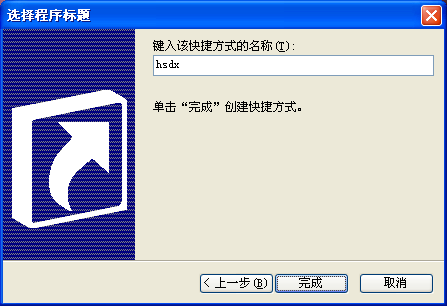 选择程序标题
键入该快捷方式的名称(T):
hsdx
单击“完成”创建快捷方式。
< 上一步(B)
完成
取消